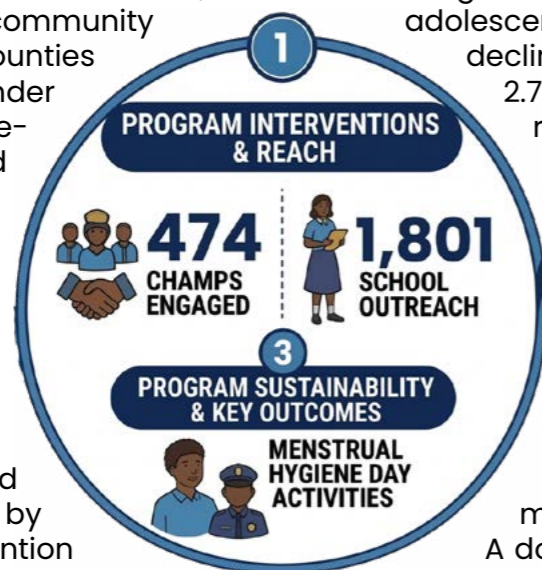 community
ounties
nder
e-
d
adolescen
declin
2.7
1
PROGRAM INTERVENTIONS
& REACH
474
CHAMPS
ENGAGED
1,801
SCHOOL
OUTREACH
3
PROGRAM SUSTAINABILITY
& KEY OUTCOMES
MENSTRUAL
HYGIENE DAY
ACTIVITIES
d
by
ntion
m
A do